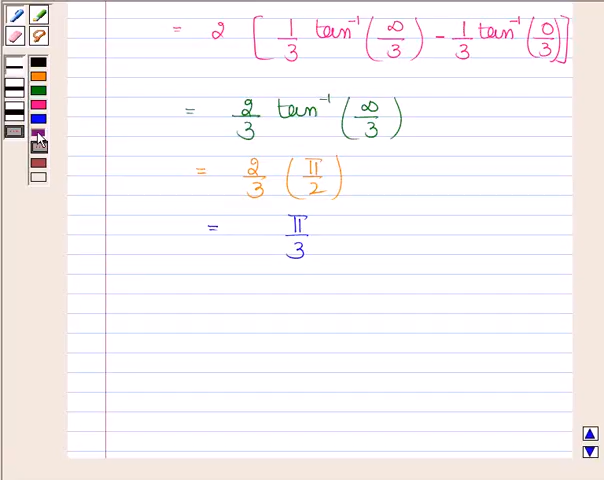 = 2 [ 1/3 tan⁻¹ (∞/3) - 1/3 tan⁻¹ (0/3) ]
= 2/3 tan⁻¹ (∞/3)
= 2/3 (π/2)
= π/3